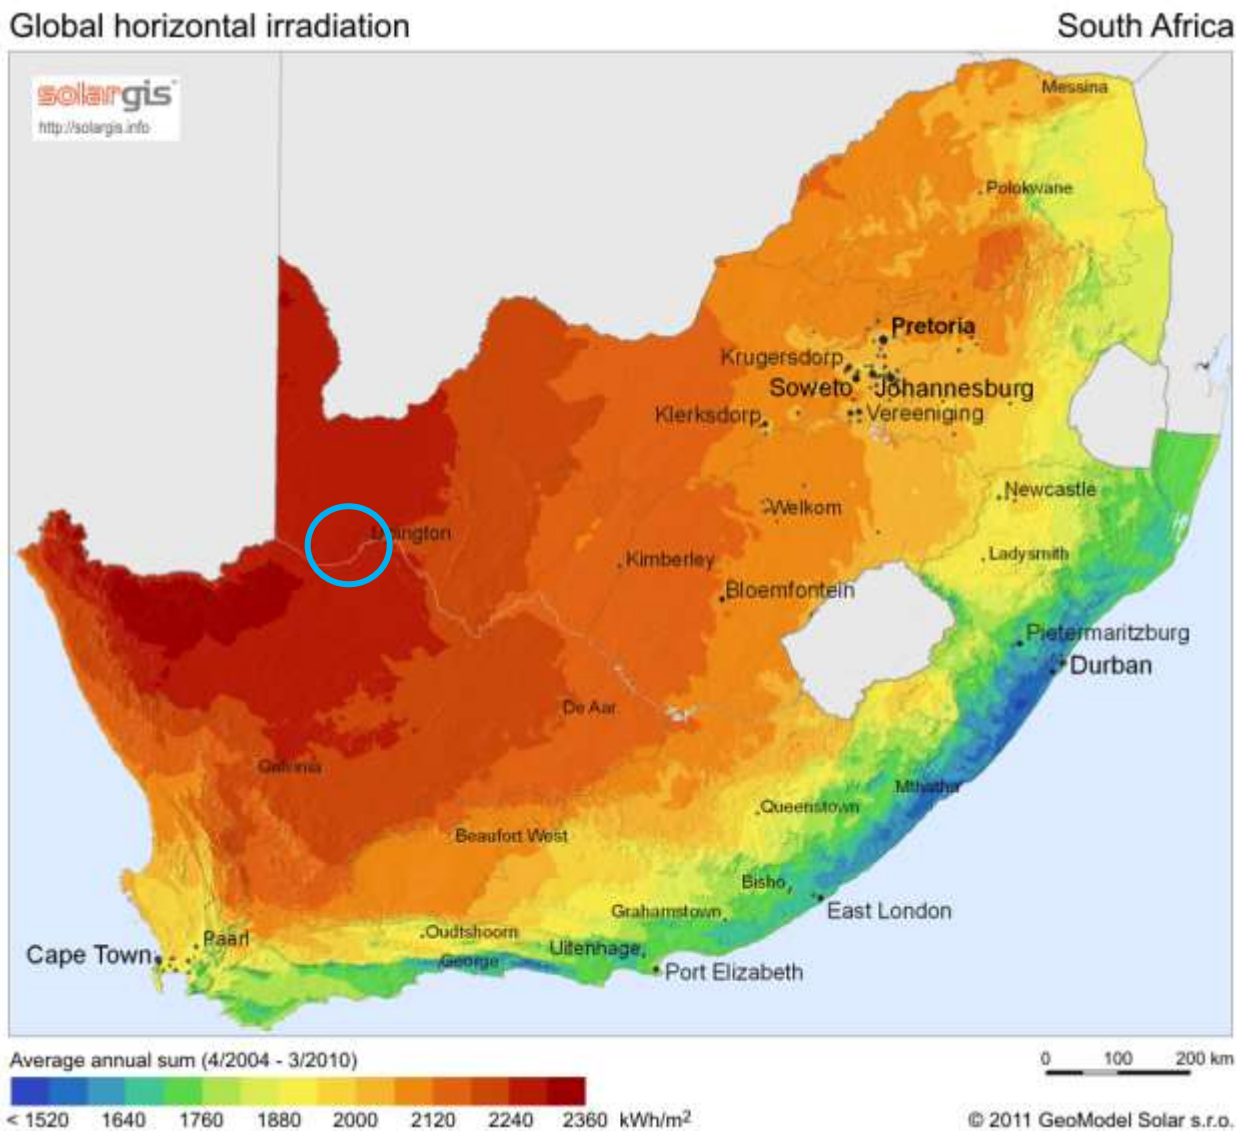 Global horizontal irradiation
South Africa
solargis
http://solargis.info
Messina
Polokwane
Pretoria
Krugersdorp
Soweto
Johannesburg
Klerksdorp
Vereeniging
Newcastle
Welkom
Upington
Ladysmith
Kimberley
Bloemfontein
Pietermaritzburg
Durban
De Aar
Calvinia
Mthatha
Queenstown
Beaufort West
Bisho
Grahamstown
East London
Oudtshoorn
Paarl
Uitenhage
Cape Town
George
Port Elizabeth
Average annual sum (4/2004 - 3/2010)
0 100 200 km
< 1520 1640 1760 1880 2000 2120 2240 2360 kWh/m²
© 2011 GeoModel Solar s.r.o.